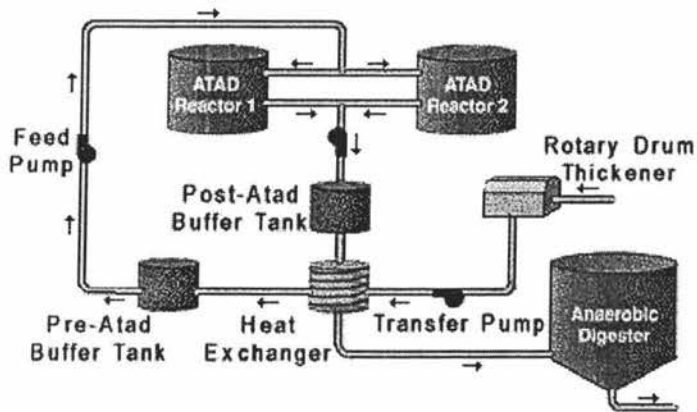 ATAD
Reactor 1
ATAD
Reactor 2
Feed
Pump
Rotary Drum
Thickener
Post-Atad
Buffer Tank
Pre-Atad
Buffer Tank
Heat
Exchanger
Transfer Pump
Anaerobic
Digester